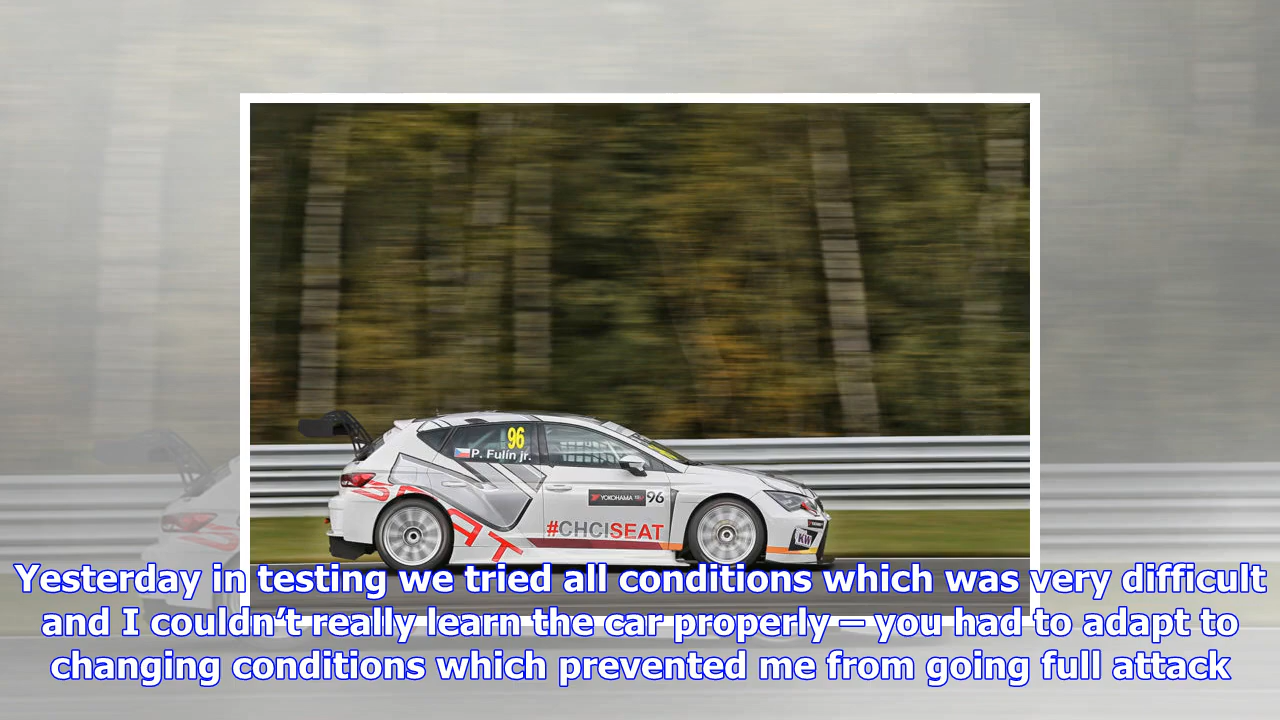 96
P. Fulín jr.
YOKOHAMA
96
#CHCISEAT
SEAT
KW
Yesterday in testing we tried all conditions which was very difficult
and I couldn’t really learn the car properly – you had to adapt to
changing conditions which prevented me from going full attack